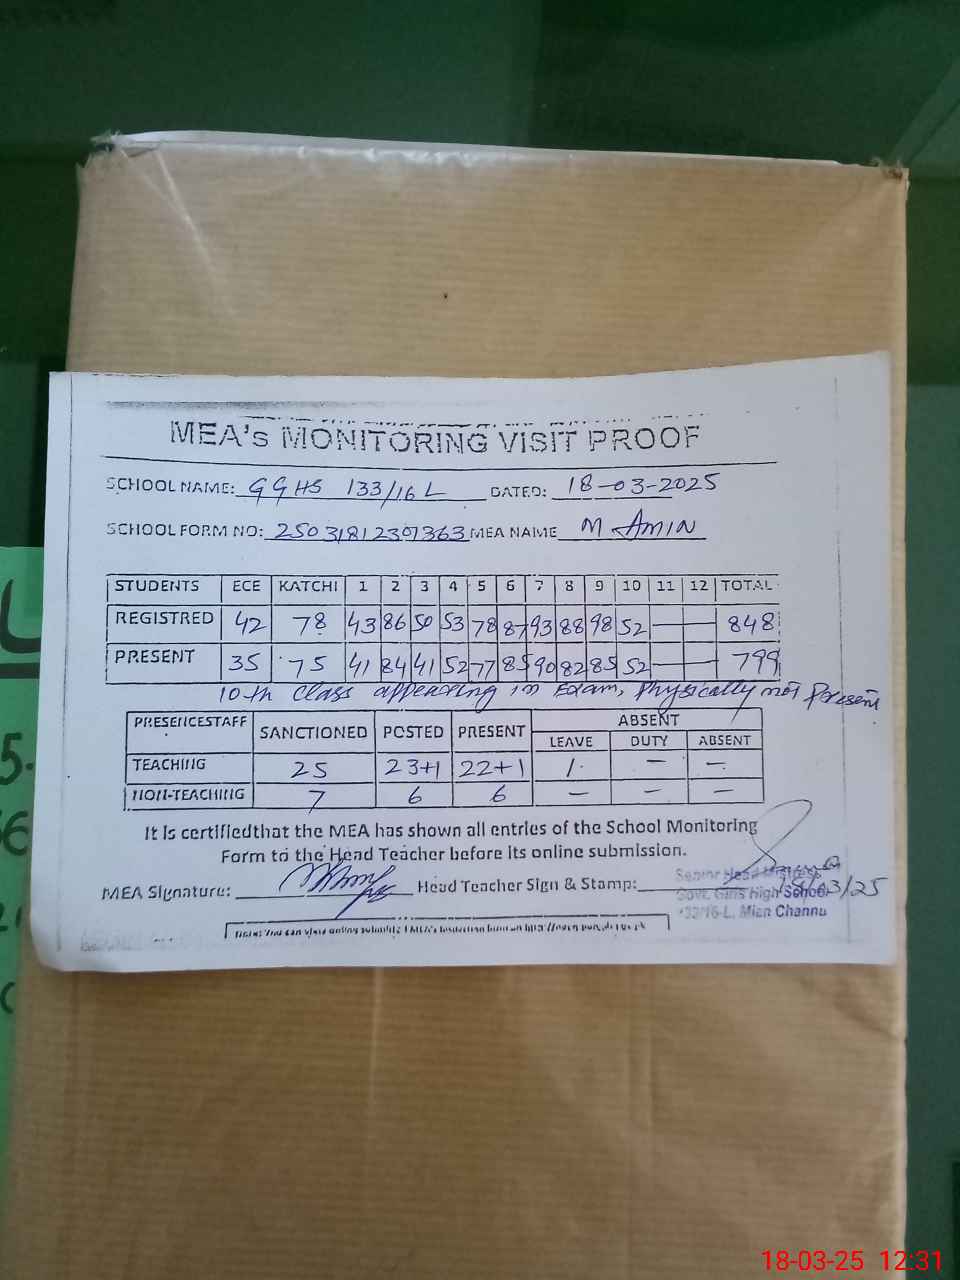 MEA's MONITORING VISIT PROOF
SCHOOL NAME: GGHS 133/16 L DATED: 18-03-2025
SCHOOL FORM NO: 25031812307363 MEA NAME M AMIN
STUDENTS ECE KATCHI 1 2 3 4 5 6 7 8 9 10 11 12 TOTAL
REGISTRED 42 78 43 86 50 53 78 87 93 88 98 52 — — 848
PRESENT 35 75 41 84 41 52 77 85 90 82 85 52 — — 799
10th class appearing in Exam, Physically not Present
PRESENCESTAFF SANCTIONED POSTED PRESENT ABSENT
LEAVE DUTY ABSENT
TEACHING 25 23+1 22+1 1 — —
NON-TEACHING 7 6 6 — — —
It is certifiedthat the MEA has shown all entries of the School Monitoring
Form to the Head Teacher before its online submission.
MEA Signature: Head Teacher Sign & Stamp:
Senior Head Mistress
Govt. Girls High School
133/16-L, Mian Channu
18/03/25
18-03-25 12:31